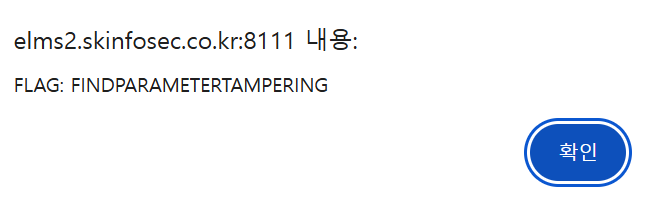 elms2.skinfosec.co.kr:8111 내용:
FLAG: FINDPARAMETERTAMPERING
확인